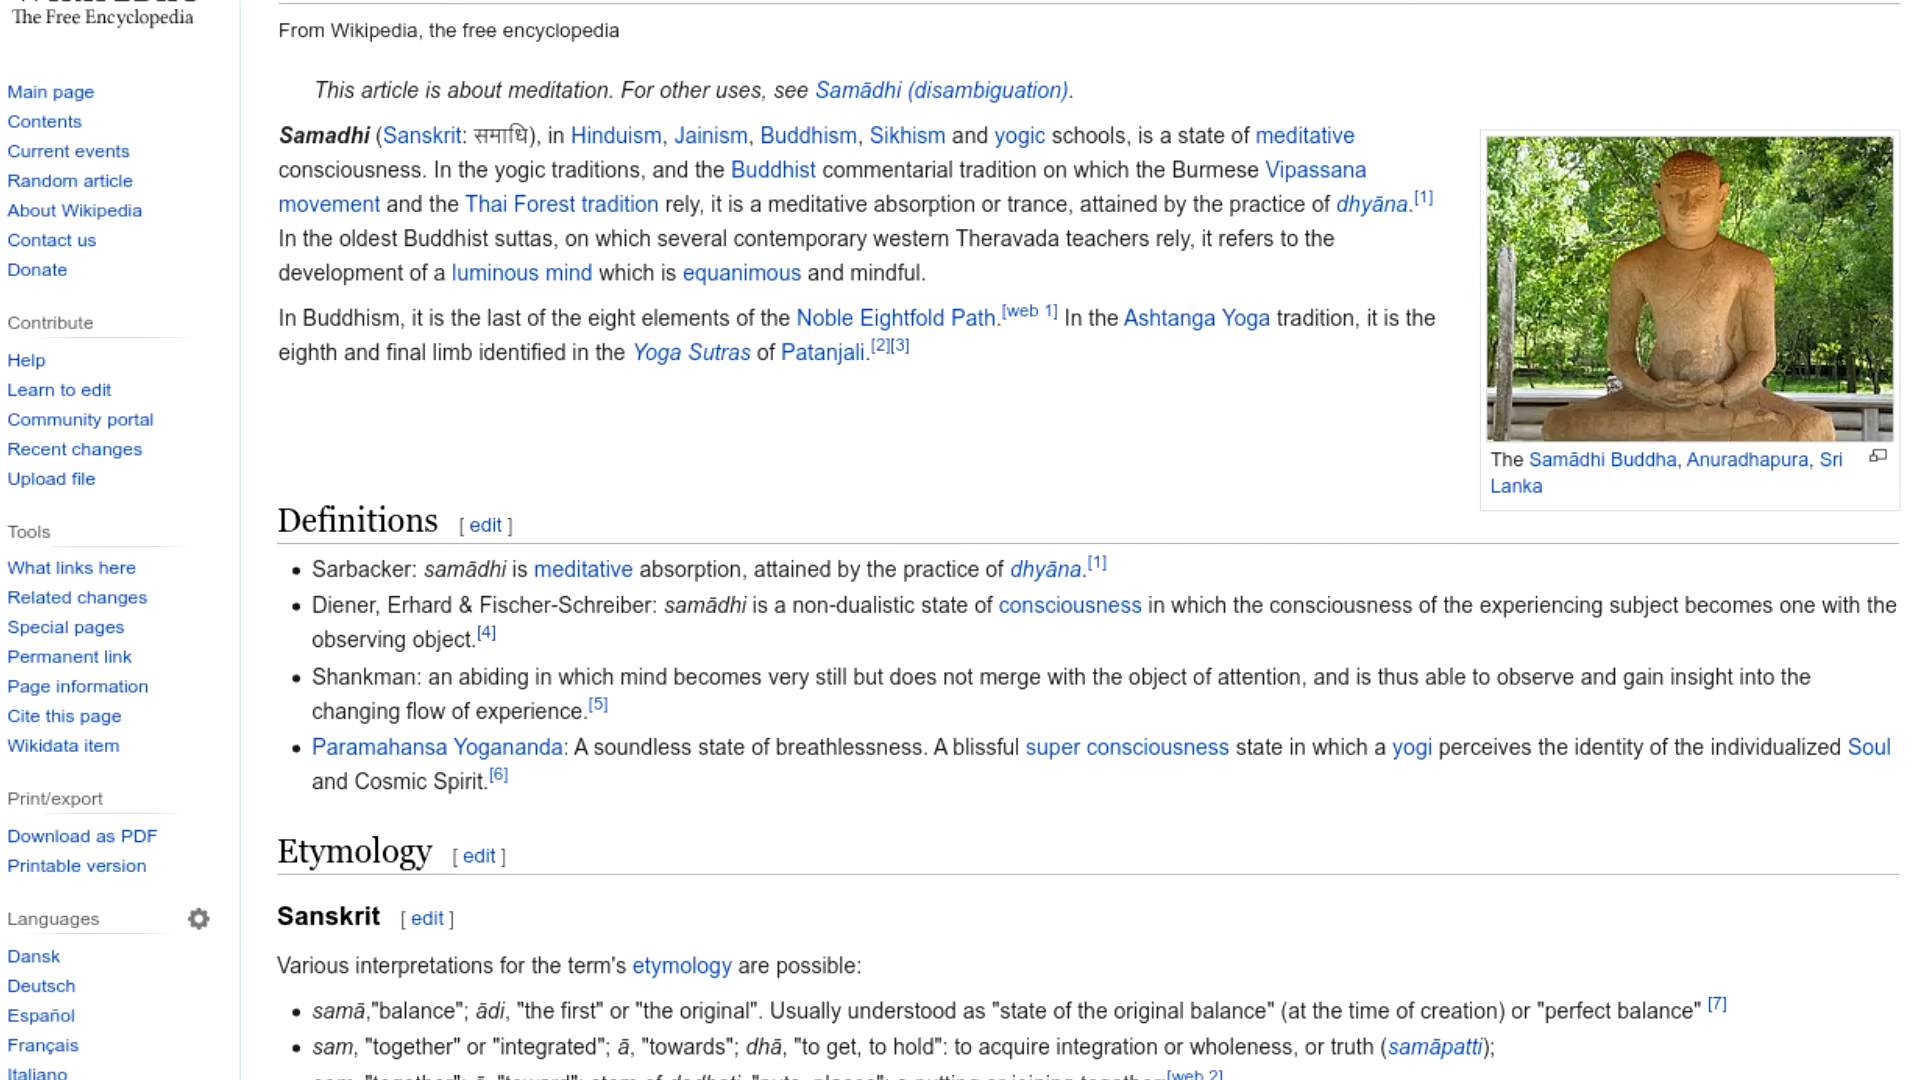 The Free Encyclopedia
Main page
Contents
Current events
Random article
About Wikipedia
Contact us
Donate
Contribute
Help
Learn to edit
Community portal
Recent changes
Upload file
Tools
What links here
Related changes
Special pages
Permanent link
Page information
Cite this page
Wikidata item
Print/export
Download as PDF
Printable version
Languages
Dansk
Deutsch
Español
Français
Italiano
From Wikipedia, the free encyclopedia
This article is about meditation. For other uses, see Samādhi (disambiguation).
Samadhi (Sanskrit: समाधि), in Hinduism, Jainism, Buddhism, Sikhism and yogic schools, is a state of meditative
consciousness. In the yogic traditions, and the Buddhist commentarial tradition on which the Burmese Vipassana
movement and the Thai Forest tradition rely, it is a meditative absorption or trance, attained by the practice of dhyāna.[1]
In the oldest Buddhist suttas, on which several contemporary western Theravada teachers rely, it refers to the
development of a luminous mind which is equanimous and mindful.
In Buddhism, it is the last of the eight elements of the Noble Eightfold Path.[web 1] In the Ashtanga Yoga tradition, it is the
eighth and final limb identified in the Yoga Sutras of Patanjali.[2][3]
The Samādhi Buddha, Anuradhapura, Sri
Lanka
Definitions [ edit ]
• Sarbacker: samādhi is meditative absorption, attained by the practice of dhyāna.[1]
• Diener, Erhard & Fischer-Schreiber: samādhi is a non-dualistic state of consciousness in which the consciousness of the experiencing subject becomes one with the
observing object.[4]
• Shankman: an abiding in which mind becomes very still but does not merge with the object of attention, and is thus able to observe and gain insight into the
changing flow of experience.[5]
• Paramahansa Yogananda: A soundless state of breathlessness. A blissful super consciousness state in which a yogi perceives the identity of the individualized Soul
and Cosmic Spirit.[6]
Etymology [ edit ]
Sanskrit [ edit ]
Various interpretations for the term's etymology are possible:
• samā,"balance"; ādi, "the first" or "the original". Usually understood as "state of the original balance" (at the time of creation) or "perfect balance" [7]
• sam, "together" or "integrated"; ā, "towards"; dhā, "to get, to hold": to acquire integration or wholeness, or truth (samāpatti);
[web 2]